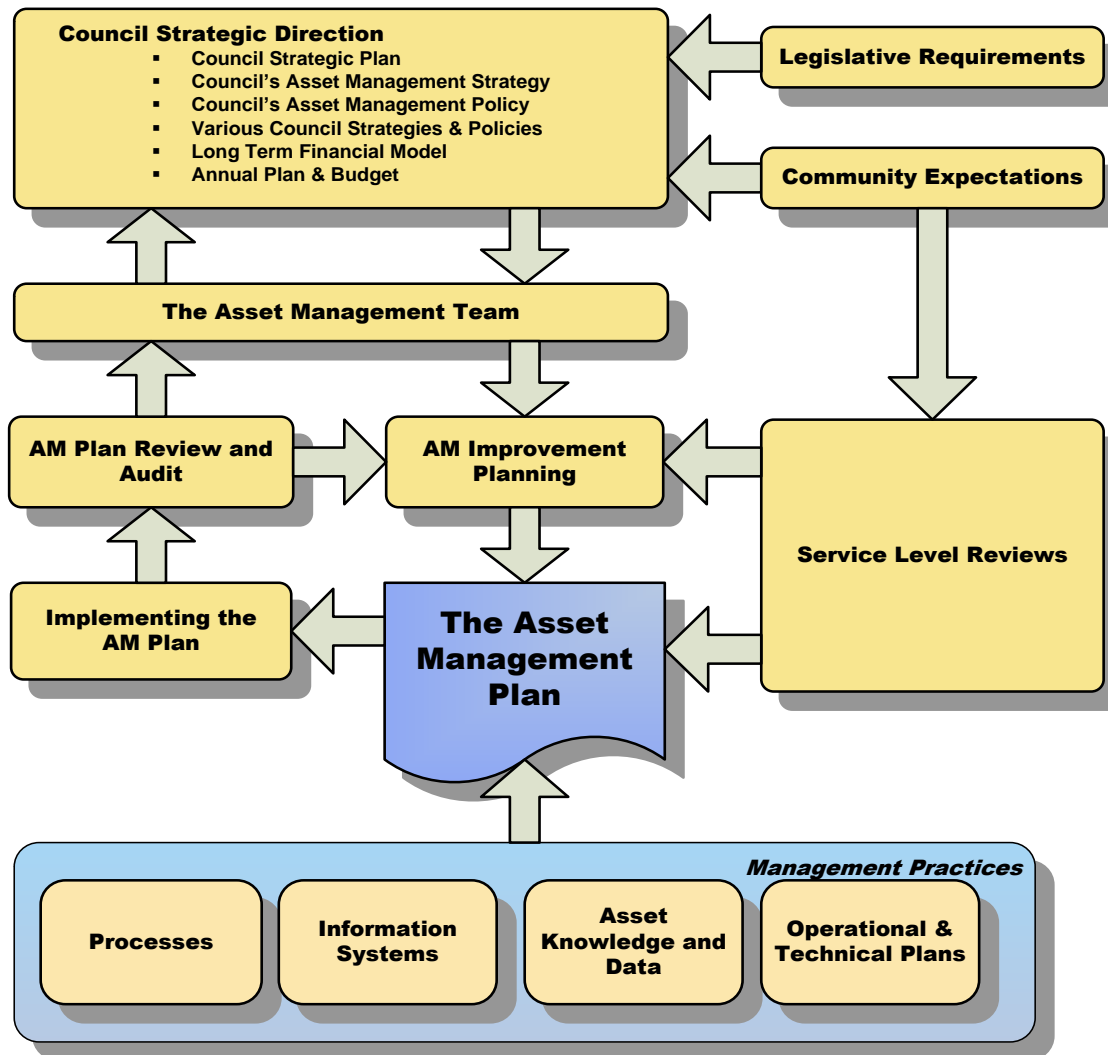 Council Strategic Direction
▪ Council Strategic Plan
▪ Council's Asset Management Strategy
▪ Council's Asset Management Policy
▪ Various Council Strategies & Policies
▪ Long Term Financial Model
▪ Annual Plan & Budget
Legislative Requirements
Community Expectations
The Asset Management Team
AM Plan Review and
Audit
AM Improvement
Planning
Service Level Reviews
Implementing the
AM Plan
The Asset
Management
Plan
Management Practices
Processes
Information
Systems
Asset
Knowledge and
Data
Operational &
Technical Plans